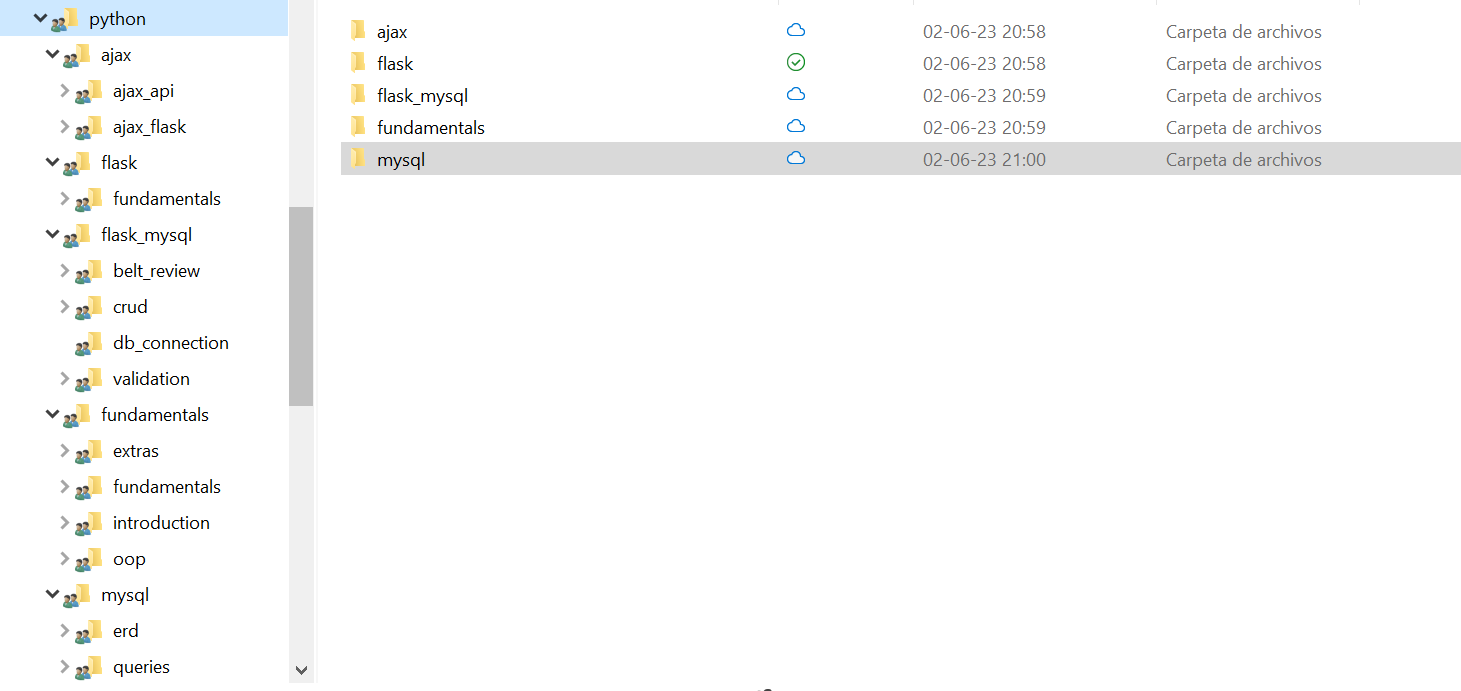 python
ajax
ajax_api
ajax_flask
flask
fundamentals
flask_mysql
belt_review
crud
db_connection
validation
fundamentals
extras
fundamentals
introduction
oop
mysql
erd
queries
ajax 02-06-23 20:58 Carpeta de archivos
flask 02-06-23 20:58 Carpeta de archivos
flask_mysql 02-06-23 20:59 Carpeta de archivos
fundamentals 02-06-23 20:59 Carpeta de archivos
mysql 02-06-23 21:00 Carpeta de archivos